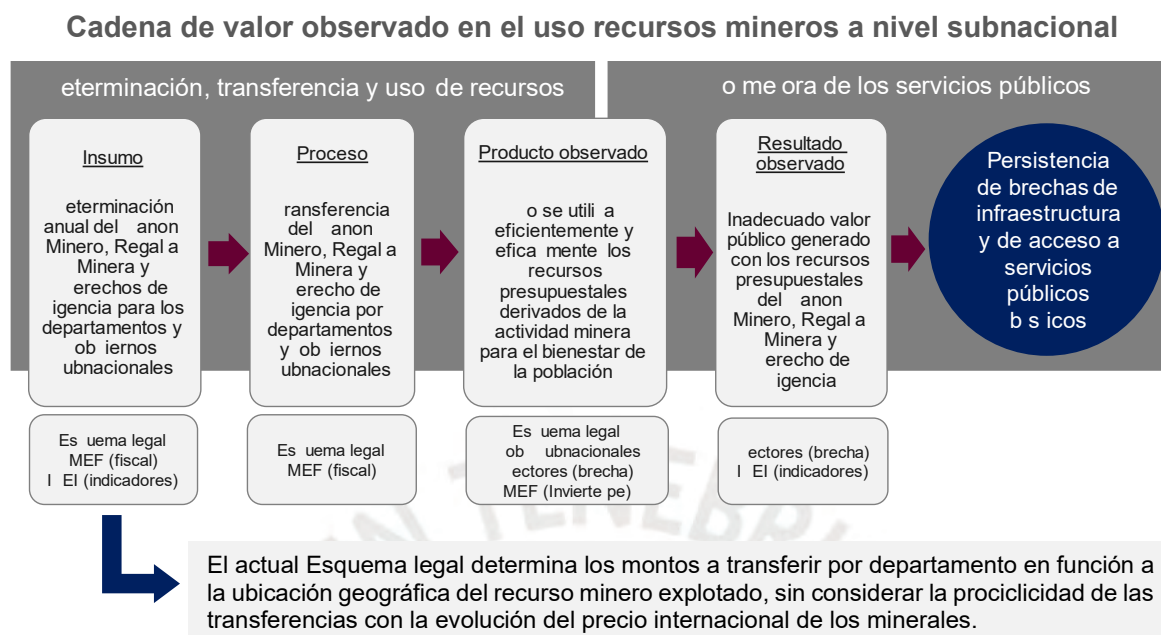 Cadena de valor observado en el uso recursos mineros a nivel subnacional
eterminación, transferencia y uso de recursos
o me ora de los servicios públicos
Insumo
eterminación
anual del anon
Minero, Regal a
Minera y
erechos de
igencia para los
departamentos y
ob iernos
ubnacionales
Proceso
ransferencia
del anon
Minero, Regal a
Minera y
erecho de
igencia por
departamentos
y ob iernos
ubnacionales
Producto observado
o se utili a
eficientemente y
efica mente los
recursos
presupuestales
derivados de la
actividad minera
para el bienestar de
la población
Resultado
observado
Inadecuado valor
público generado
con los recursos
presupuestales
del anon
Minero, Regal a
Minera y
erecho de
igencia
Persistencia
de brechas de
infraestructura
y de acceso a
servicios
públicos
b s icos
Es uema legal
MEF (fiscal)
I EI (indicadores)
Es uema legal
MEF (fiscal)
Es uema legal
ob ubnacionales
ectores (brecha)
MEF (Invierte pe)
ectores (brecha)
I EI (indicadores)
IN TENEBRI
El actual Esquema legal determina los montos a transferir por departamento en función a
la ubicación geográfica del recurso minero explotado, sin considerar la prociclicidad de las
transferencias con la evolución del precio internacional de los minerales.